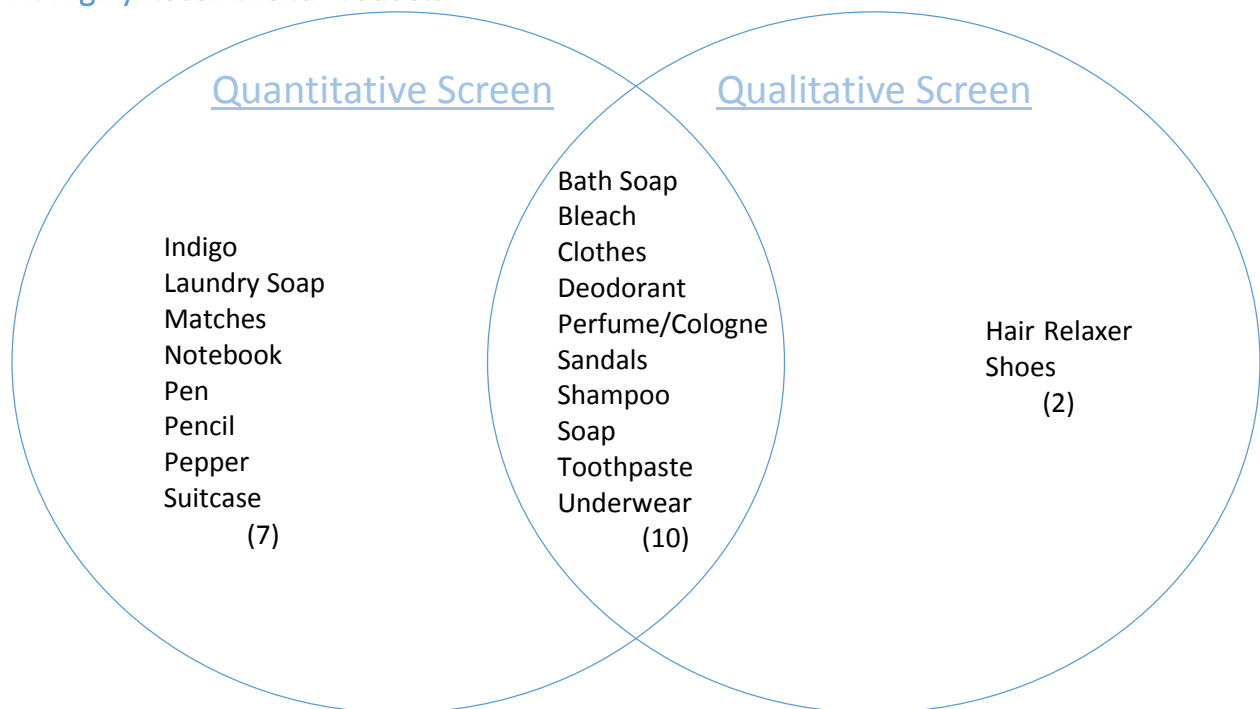 Quantitative Screen
Qualitative Screen
Indigo
Laundry Soap
Matches
Notebook
Pen
Pencil
Pepper
Suitcase
(7)
Bath Soap
Bleach
Clothes
Deodorant
Perfume/Cologne
Sandals
Shampoo
Soap
Toothpaste
Underwear
(10)
Hair Relaxer
Shoes
(2)